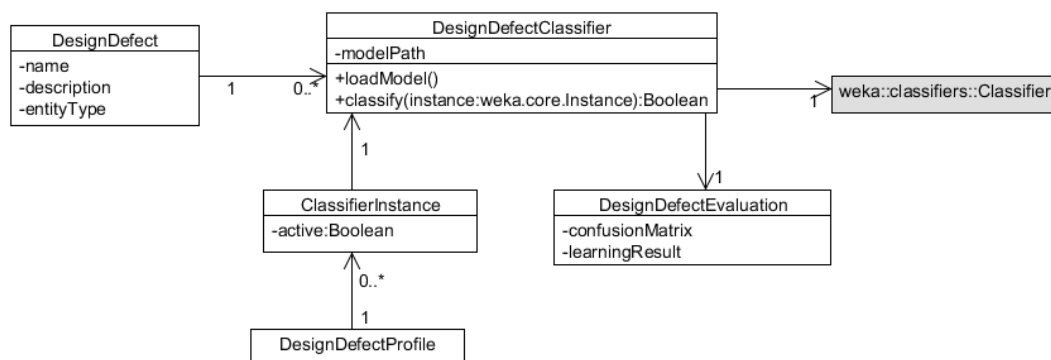 DesignDefectClassifier
-modelPath
+loadModel()
+classify(instance:weka.core.Instance):Boolean
DesignDefect
-name
-description
-entityType
1
0..*
1
weka::classifiers::Classifier
1
1
ClassifierInstance
-active:Boolean
DesignDefectEvaluation
-confusionMatrix
-learningResult
0..*
1
DesignDefectProfile